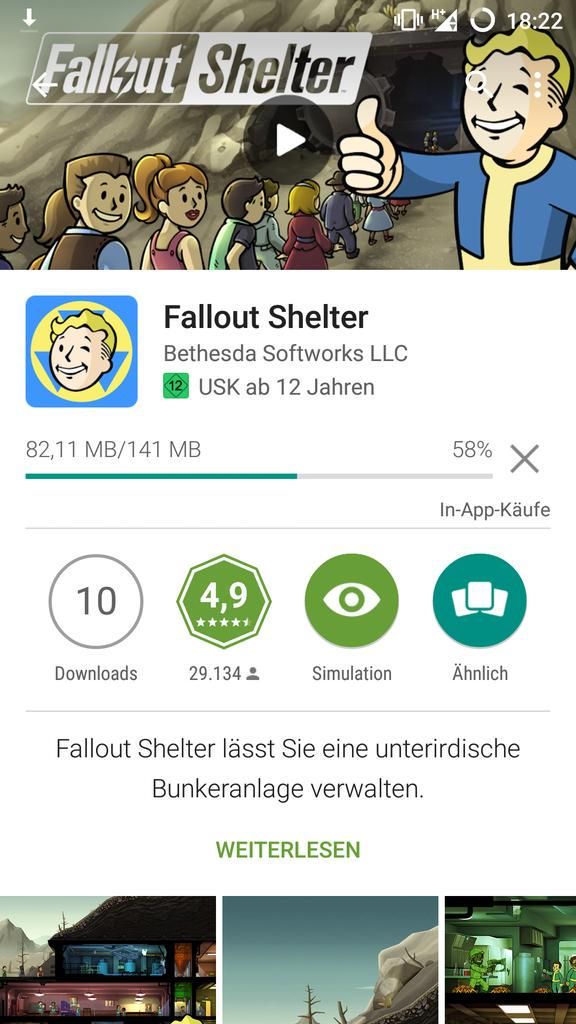 18:22
Fallout Shelter
Fallout Shelter
Bethesda Softworks LLC
12 USK ab 12 Jahren
82,11 MB/141 MB 58%
In-App-Käufe
10 4,9
Downloads 29.134 Simulation Ähnlich
Fallout Shelter lässt Sie eine unterirdische
Bunkeranlage verwalten.
WEITERLESEN